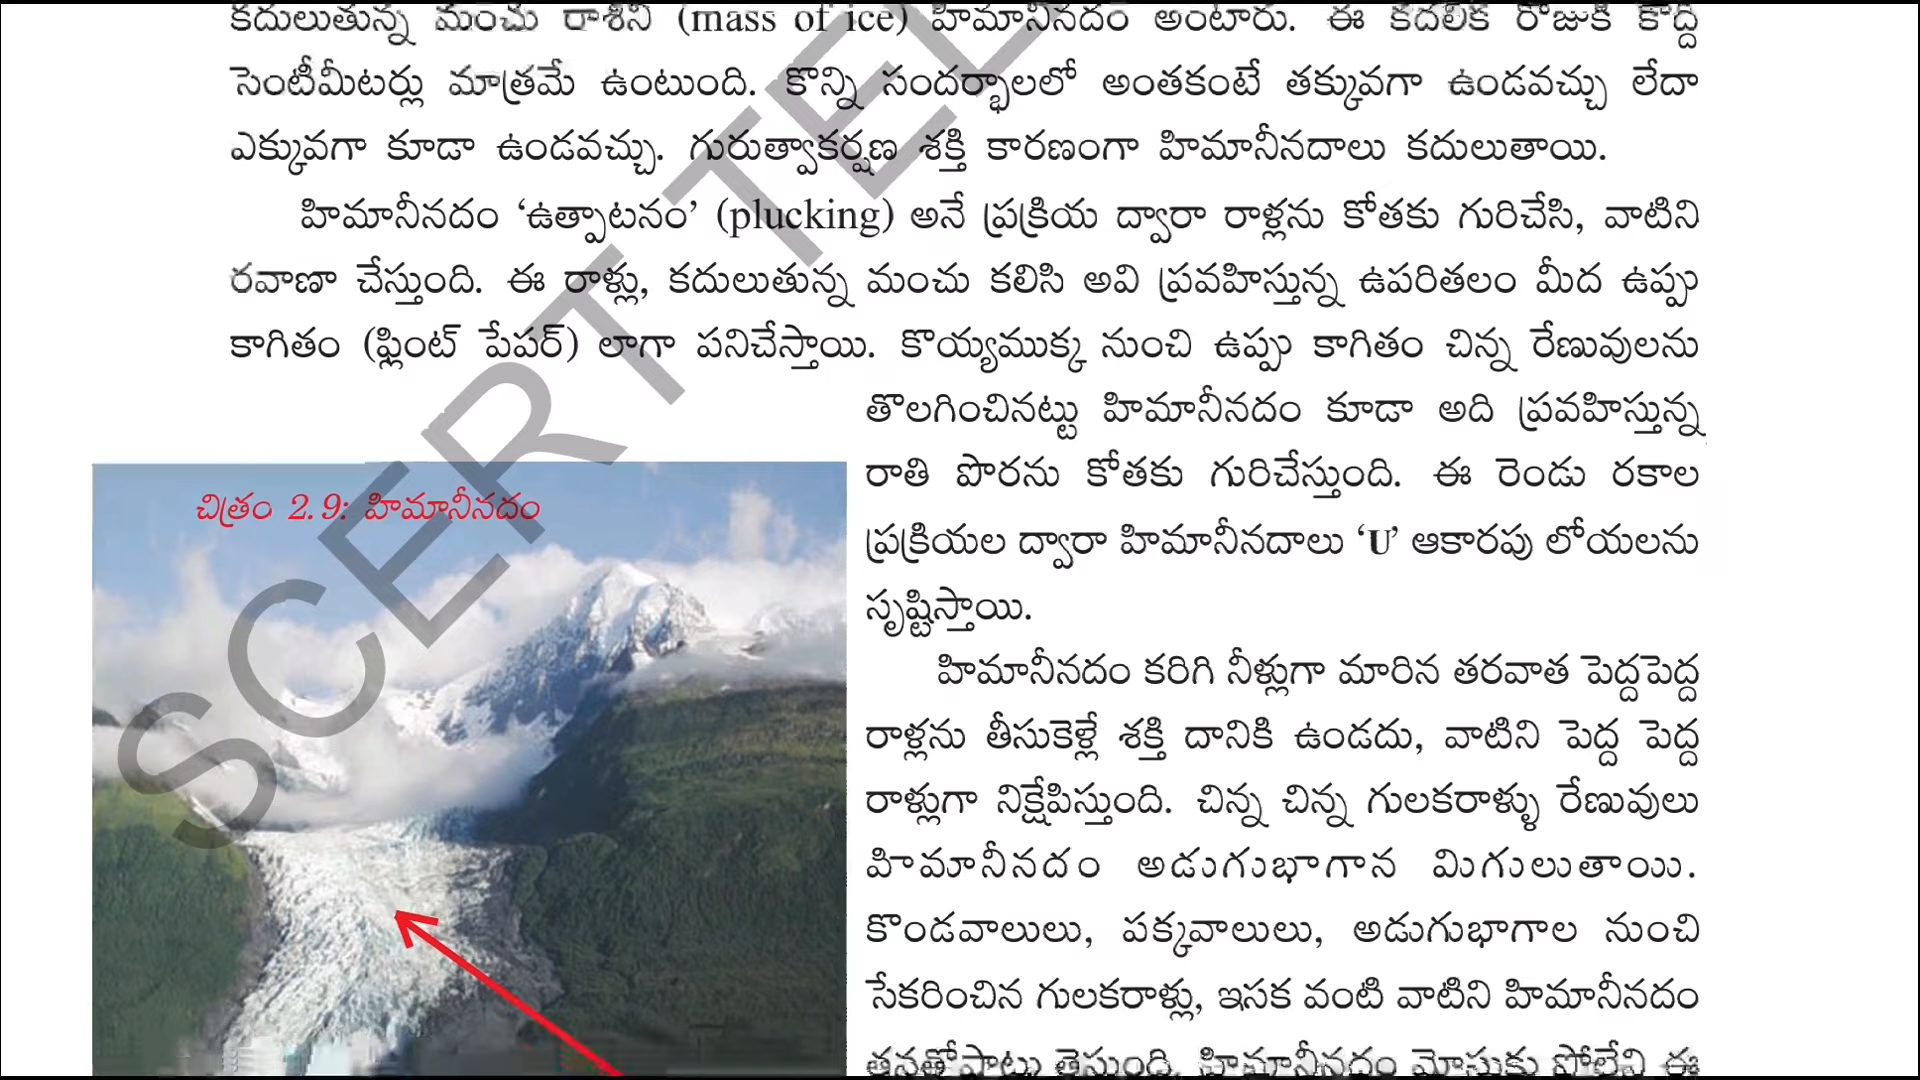 కదులుతున్న మంచు రాశిని (mass of ice) హిమానీనదం అంటారు. ఈ కదలిక రోజుకి కొద్ది
సెంటీమీటర్లు మాత్రమే ఉంటుంది. కొన్ని సందర్భాలలో అంతకంటే తక్కువగా ఉండవచ్చు లేదా
ఎక్కువగా కూడా ఉండవచ్చు. గురుత్వాకర్షణ శక్తి కారణంగా హిమానీనదాలు కదులుతాయి.
హిమానీనదం ‘ఉత్పాటనం’ (plucking) అనే ప్రక్రియ ద్వారా రాళ్లను కోతకు గురిచేసి, వాటిని
రవాణా చేస్తుంది. ఈ రాళ్లు, కదులుతున్న మంచు కలిసి అవి ప్రవహిస్తున్న ఉపరితలం మీద ఉప్పు
కాగితం (ఫ్లింట్ పేపర్) లాగా పనిచేస్తాయి. కొయ్యముక్క నుంచి ఉప్పు కాగితం చిన్న రేణువులను
తొలగించినట్టు హిమానీనదం కూడా అది ప్రవహిస్తున్న
రాతి పొరను కోతకు గురిచేస్తుంది. ఈ రెండు రకాల
ప్రక్రియల ద్వారా హిమానీనదాలు ‘U’ ఆకారపు లోయలను
సృష్టిస్తాయి.
చిత్రం 2.9: హిమానీనదం
హిమానీనదం కరిగి నీళ్లుగా మారిన తరవాత పెద్దపెద్ద
రాళ్లను తీసుకెళ్లే శక్తి దానికి ఉండదు, వాటిని పెద్ద పెద్ద
రాళ్లుగా నిక్షేపిస్తుంది. చిన్న చిన్న గులకరాళ్ళు రేణువులు
హిమానీనదం అడుగుభాగాన మిగులుతాయి.
కొండవాలులు, పక్కవాలులు, అడుగుభాగాల నుంచి
సేకరించిన గులకరాళ్లు, ఇసక వంటి వాటిని హిమానీనదం
తనతోపాటు తెస్తుంది. హిమానీనదం మోసుకు పోలేని ఈ
SCERT TEL